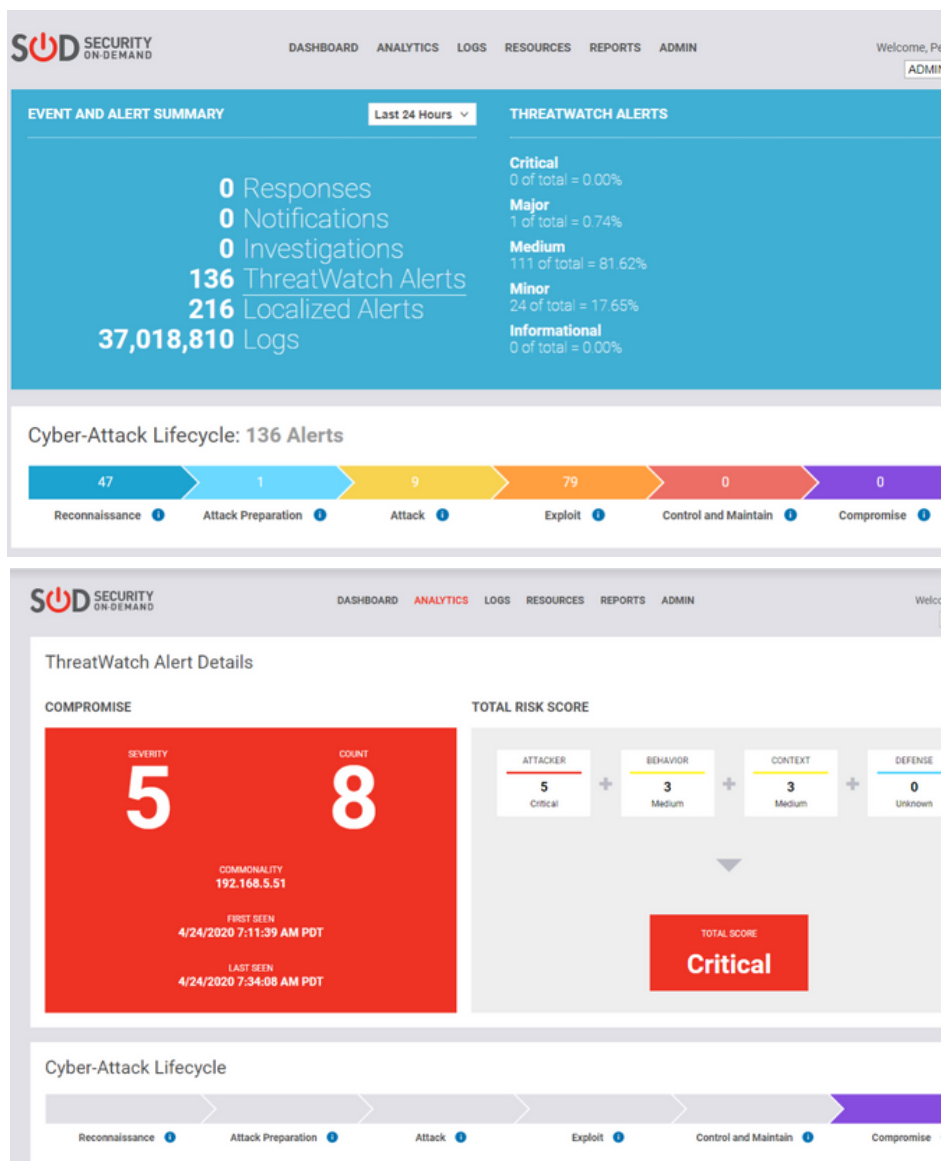 SOD SECURITY
ON-DEMAND
DASHBOARD ANALYTICS LOGS RESOURCES REPORTS ADMIN
Welcome, Pe
ADMIN
EVENT AND ALERT SUMMARY
Last 24 Hours
0 Responses
0 Notifications
0 Investigations
136 ThreatWatch Alerts
216 Localized Alerts
37,018,810 Logs
THREATWATCH ALERTS
Critical
0 of total = 0.00%
Major
1 of total = 0.74%
Medium
111 of total = 81.62%
Minor
24 of total = 17.65%
Informational
0 of total = 0.00%
Cyber-Attack Lifecycle: 136 Alerts
47 1 9 79 0 0
Reconnaissance i Attack Preparation i Attack i Exploit i Control and Maintain i Compromise i
SOD SECURITY
ON-DEMAND
DASHBOARD ANALYTICS LOGS RESOURCES REPORTS ADMIN
Welco
ThreatWatch Alert Details
COMPROMISE
SEVERITY COUNT
5 8
COMMONALITY
192.168.5.51
FIRST SEEN
4/24/2020 7:11:39 AM PDT
LAST SEEN
4/24/2020 7:34:08 AM PDT
TOTAL RISK SCORE
ATTACKER BEHAVIOR CONTEXT DEFENSE
5 + 3 + 3 + 0
Critical Medium Medium Unknown
TOTAL SCORE
Critical
Cyber-Attack Lifecycle
Reconnaissance i Attack Preparation i Attack i Exploit i Control and Maintain i Compromise